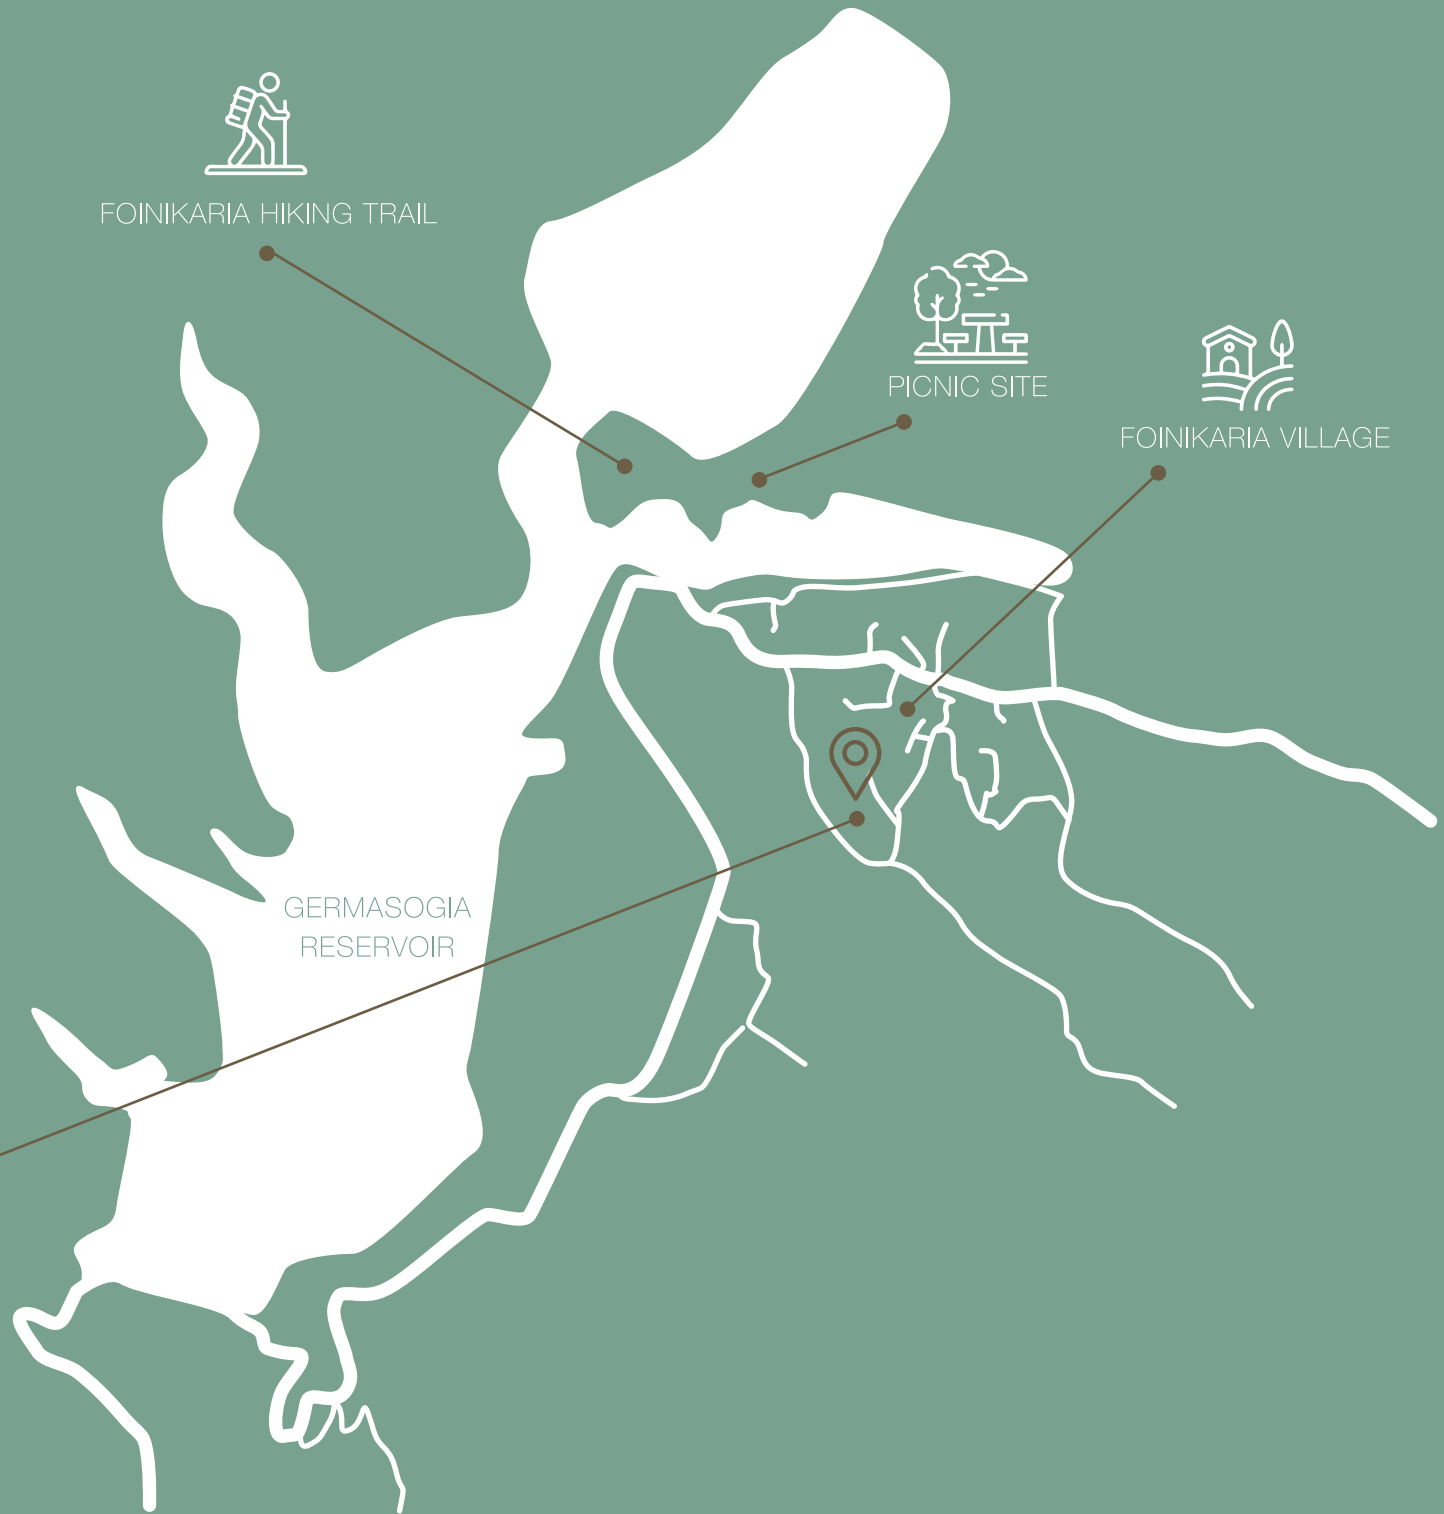 FOINIKARIA HIKING TRAIL
PICNIC SITE
FOINIKARIA VILLAGE
GERMASOGIA
RESERVOIR